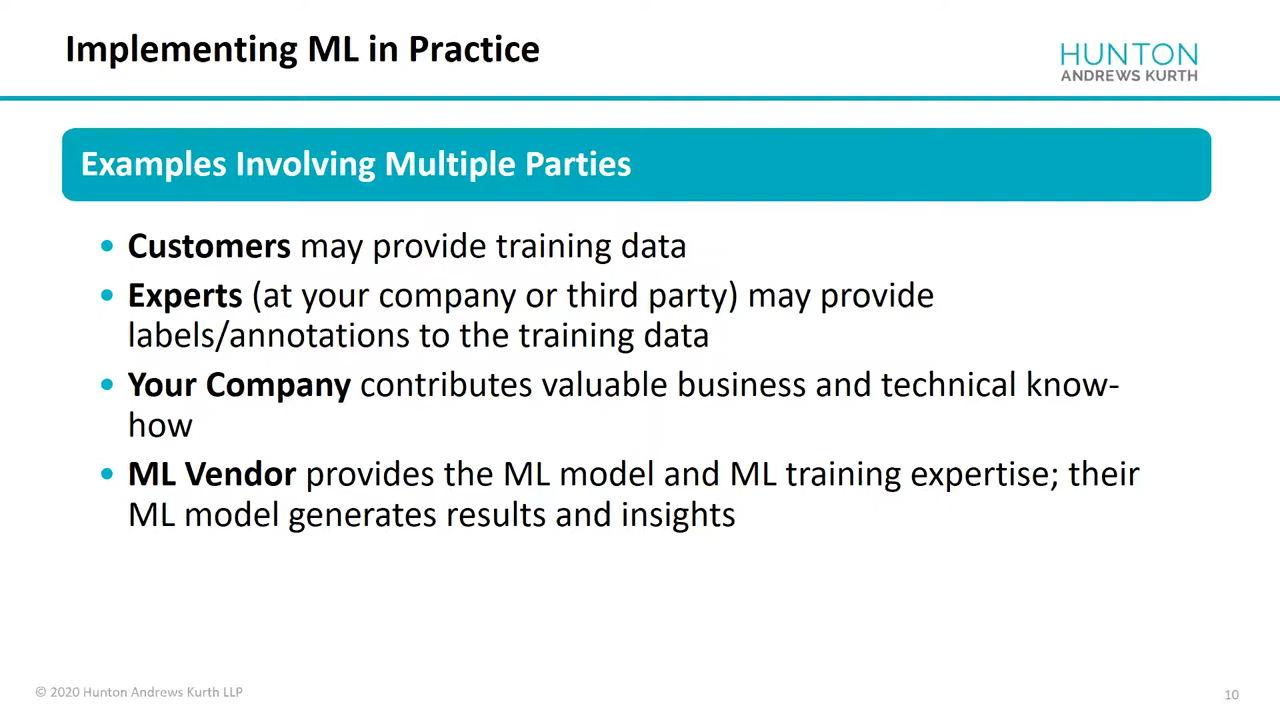 Implementing ML in Practice
HUNTON
ANDREWS KURTH
Examples Involving Multiple Parties
• Customers may provide training data
• Experts (at your company or third party) may provide
labels/annotations to the training data
• Your Company contributes valuable business and technical know-
how
• ML Vendor provides the ML model and ML training expertise; their
ML model generates results and insights
© 2020 Hunton Andrews Kurth LLP
10